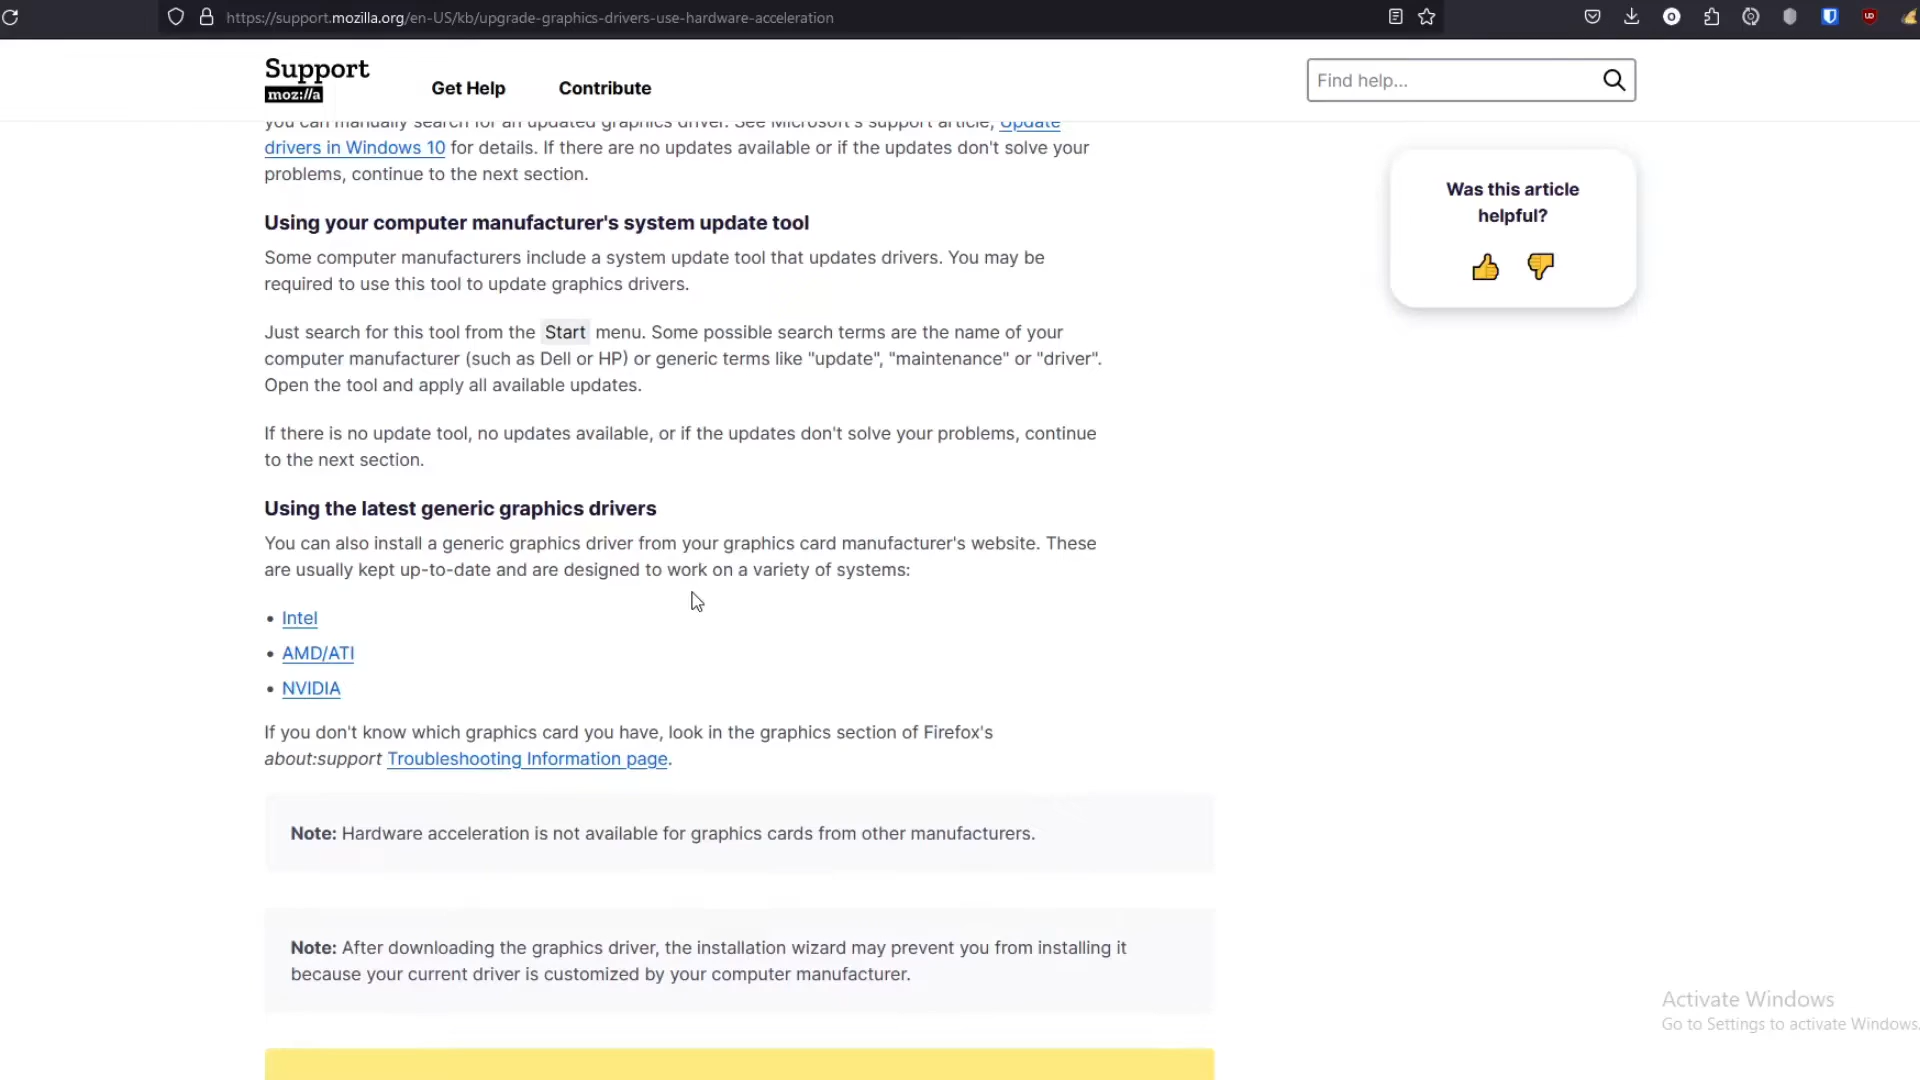 https://support.mozilla.org/en-US/kb/upgrade-graphics-drivers-use-hardware-acceleration
Support
moz://a
Get Help
Contribute
Find help...
you can manually search for an updated graphics driver. See Microsoft's support article, Update
drivers in Windows 10 for details. If there are no updates available or if the updates don't solve your
problems, continue to the next section.
Was this article
helpful?
Using your computer manufacturer's system update tool
Some computer manufacturers include a system update tool that updates drivers. You may be
required to use this tool to update graphics drivers.
Just search for this tool from the Start menu. Some possible search terms are the name of your
computer manufacturer (such as Dell or HP) or generic terms like "update", "maintenance" or "driver".
Open the tool and apply all available updates.
If there is no update tool, no updates available, or if the updates don't solve your problems, continue
to the next section.
Using the latest generic graphics drivers
You can also install a generic graphics driver from your graphics card manufacturer's website. These
are usually kept up-to-date and are designed to work on a variety of systems:
• Intel
• AMD/ATI
• NVIDIA
If you don't know which graphics card you have, look in the graphics section of Firefox's
about:support Troubleshooting Information page.
Note: Hardware acceleration is not available for graphics cards from other manufacturers.
Note: After downloading the graphics driver, the installation wizard may prevent you from installing it
because your current driver is customized by your computer manufacturer.
Activate Windows
Go to Settings to activate Windows.